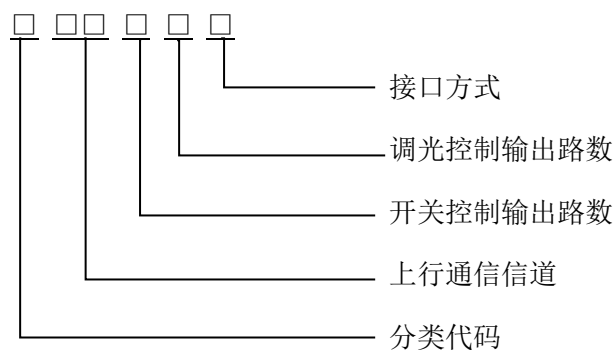 □ □□ □ □ □
接口方式
调光控制输出路数
开关控制输出路数
上行通信信道
分类代码